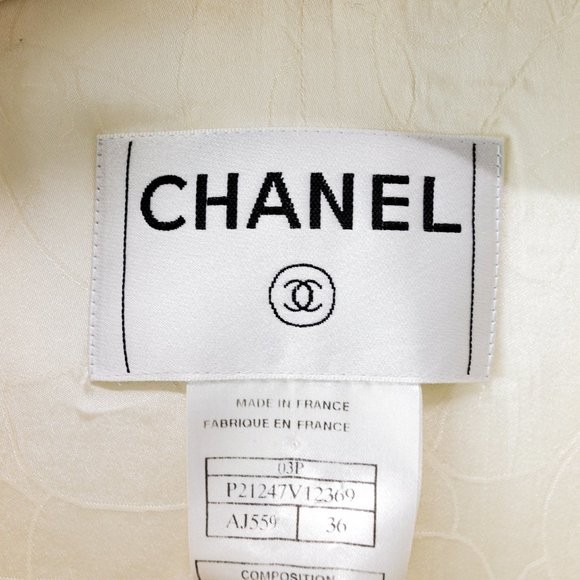 CHANEL
MADE IN FRANCE
FABRIQUE EN FRANCE
03P
P21247V12369
AJ559 36
COMPOSITION